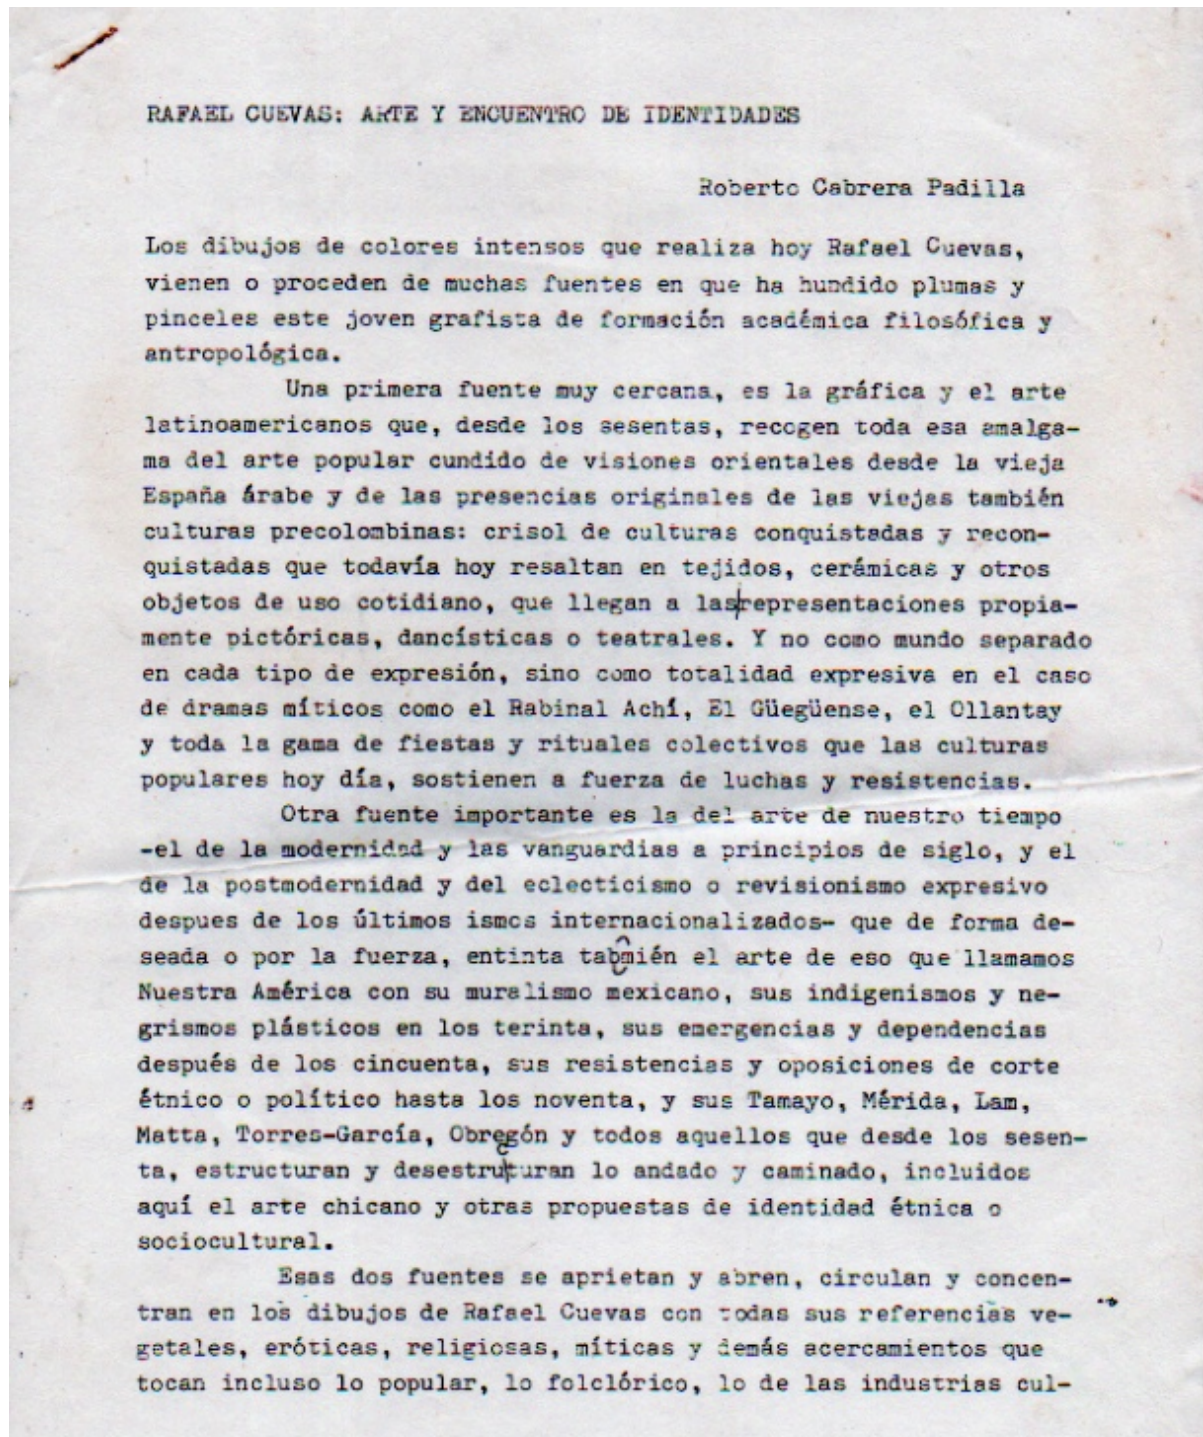 RAFAEL CUEVAS: ARTE Y ENCUENTRO DE IDENTIDADES
Roberto Cabrera Padilla
Los dibujos de colores intensos que realiza hoy Rafael Cuevas,
vienen o proceden de muchas fuentes en que ha hundido plumas y
pinceles este joven grafista de formación académica filosófica y
antropológica.
Una primera fuente muy cercana, es la gráfica y el arte
latinoamericanos que, desde los sesentas, recogen toda esa amalga-
ma del arte popular cundido de visiones orientales desde la vieja
España árabe y de las presencias originales de las viejas también
culturas precolombinas: crisol de culturas conquistadas y recon-
quistadas que todavía hoy resaltan en tejidos, cerámicas y otros
objetos de uso cotidiano, que llegan a las|representaciones propia-
mente pictóricas, dancísticas o teatrales. Y no como mundo separado
en cada tipo de expresión, sino como totalidad expresiva en el caso
de dramas míticos como el Rabinal Achí, El Güegüense, el Ollantay
y toda la gama de fiestas y rituales colectivos que las culturas
populares hoy día, sostienen a fuerza de luchas y resistencias.
Otra fuente importante es la del arte de nuestro tiempo
-el de la modernidad y las vanguardias a principios de siglo, y el
de la postmodernidad y del eclecticismo o revisionismo expresivo
despues de los últimos ismos internacionalizados- que de forma de-
seada o por la fuerza, entinta tabmién el arte de eso que llamamos
Nuestra América con su muralismo mexicano, sus indigenismos y ne-
grismos plásticos en los terinta, sus emergencias y dependencias
después de los cincuenta, sus resistencias y oposiciones de corte
étnico o político hasta los noventa, y sus Tamayo, Mérida, Lam,
Matta, Torres-García, Obregón y todos aquellos que desde los sesen-
ta, estructuran y desestructuran lo andado y caminado, incluidos
aquí el arte chicano y otras propuestas de identidad étnica o
sociocultural.
Esas dos fuentes se aprietan y abren, circulan y concen-
tran en los dibujos de Rafael Cuevas con todas sus referencias ve-
getales, eróticas, religiosas, míticas y demás acercamientos que
tocan incluso lo popular, lo folclórico, lo de las industrias cul-